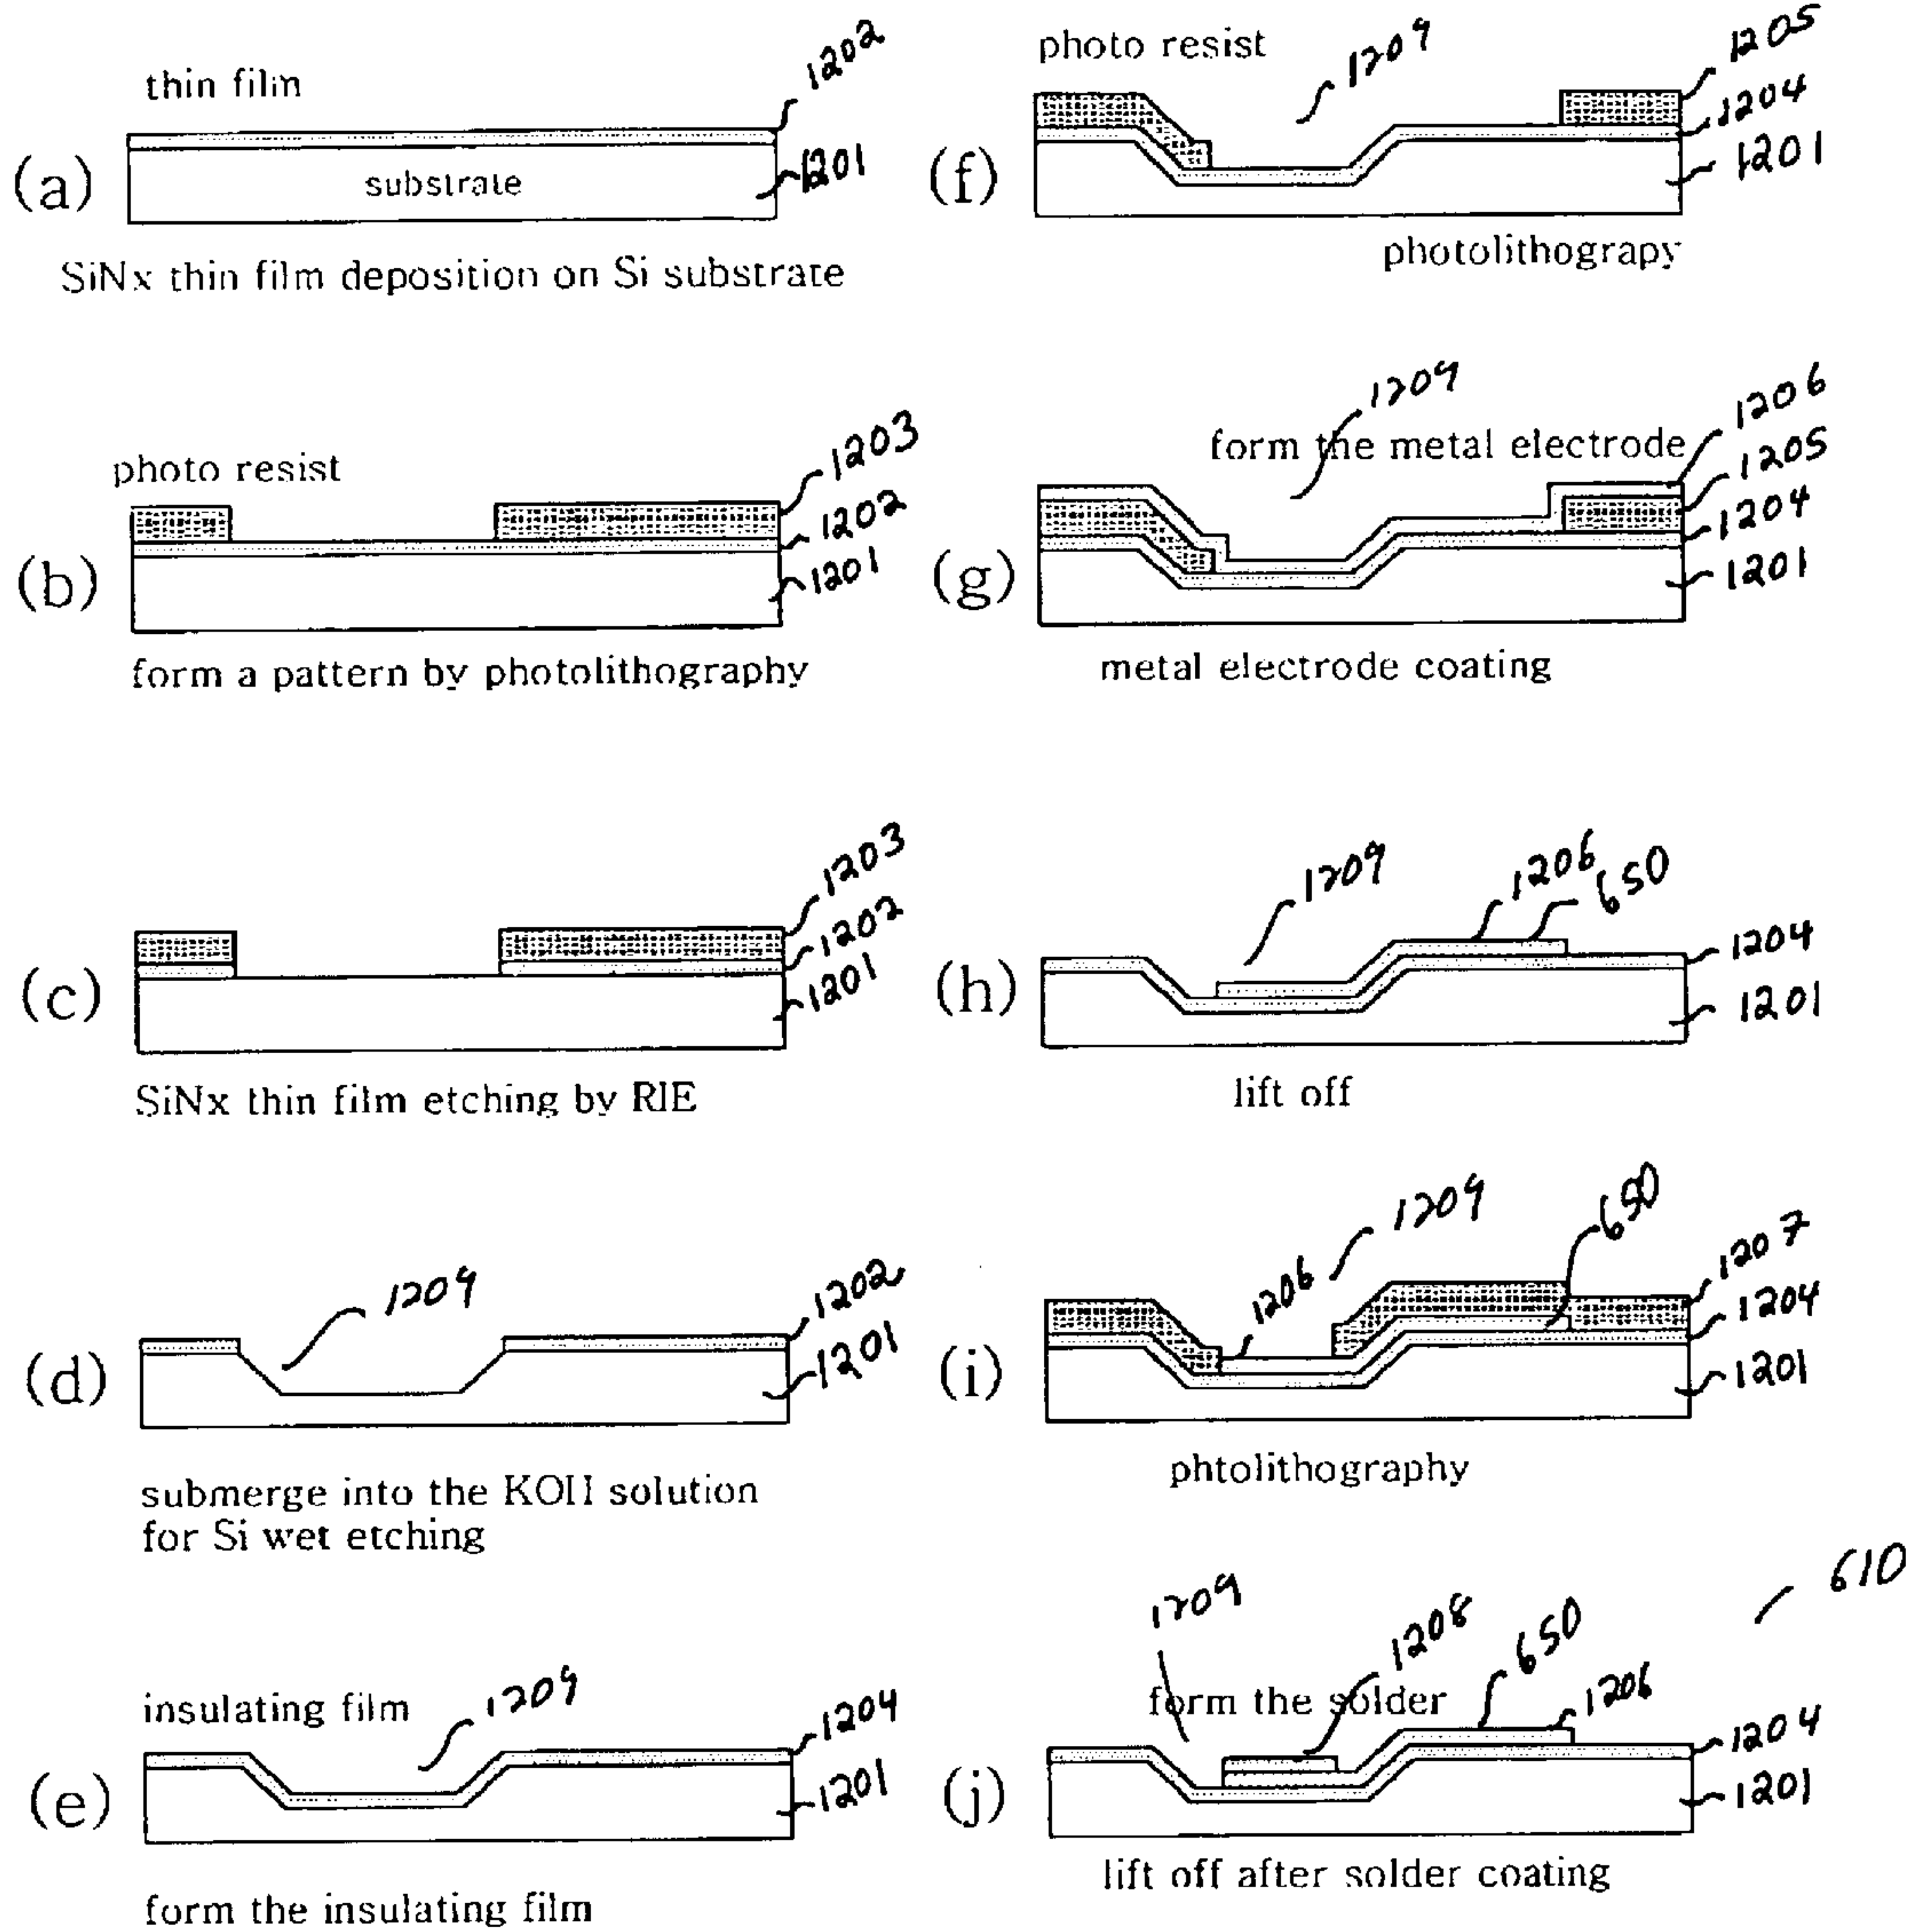 thin film
1202
(a)
substrate
1201
SiNx thin film deposition on Si substrate
photo resist
1203
1202
(b)
1201
form a pattern by photolithography
1203
1202
(c)
1201
SiNx thin film etching by RIE
1209
1202
(d)
1201
submerge into the KOH solution
for Si wet etching
insulating film
1209
1204
(e)
1201
form the insulating film
photo resist
1209
1205
1204
(f)
1201
photolithograpy
1209
form the metal electrode
1206
1205
1204
(g)
1201
metal electrode coating
1209
1206
650
1204
(h)
1201
lift off
1209
650
1206
1207
1204
(i)
1201
phtolithography
610
1209
1208
650
form the solder
1206
1204
(j)
1201
lift off after solder coating